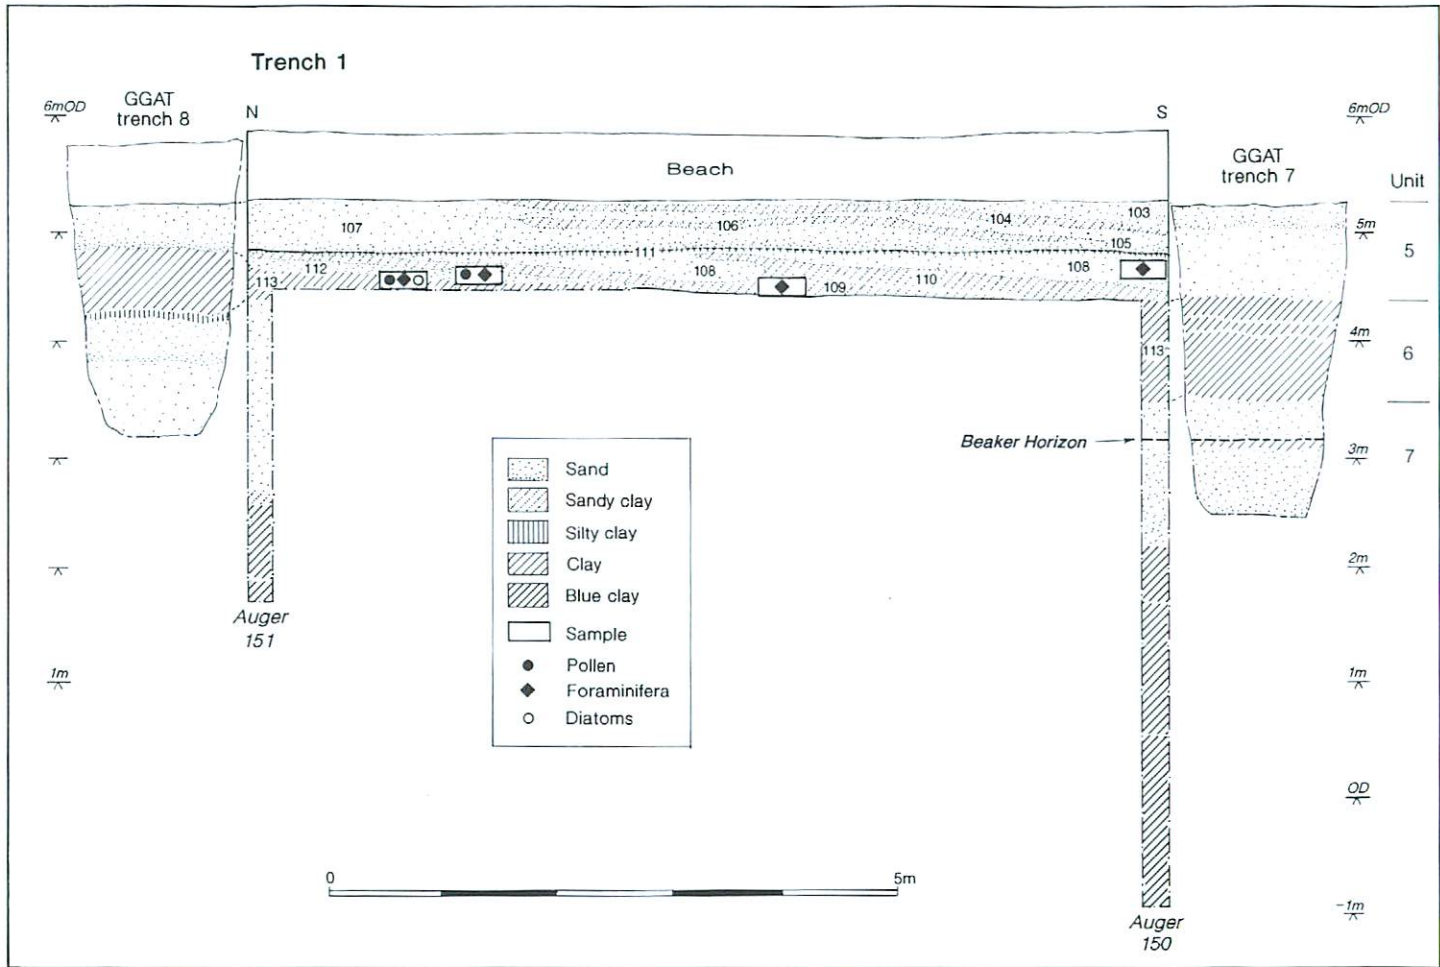 Trench 1
6mOD
GGAT
trench 8
N
S
6mOD
GGAT
trench 7
Unit
Beach
103
104
106
107
105
5m
5
111
108
108
112
110
109
113
4m
113
6
Beaker Horizon
3m
7
Sand
Sandy clay
Silty clay
Clay
Blue clay
Sample
Pollen
Foraminifera
Diatoms
2m
Auger
151
1m
1m
OD
0
5m
-1m
Auger
150